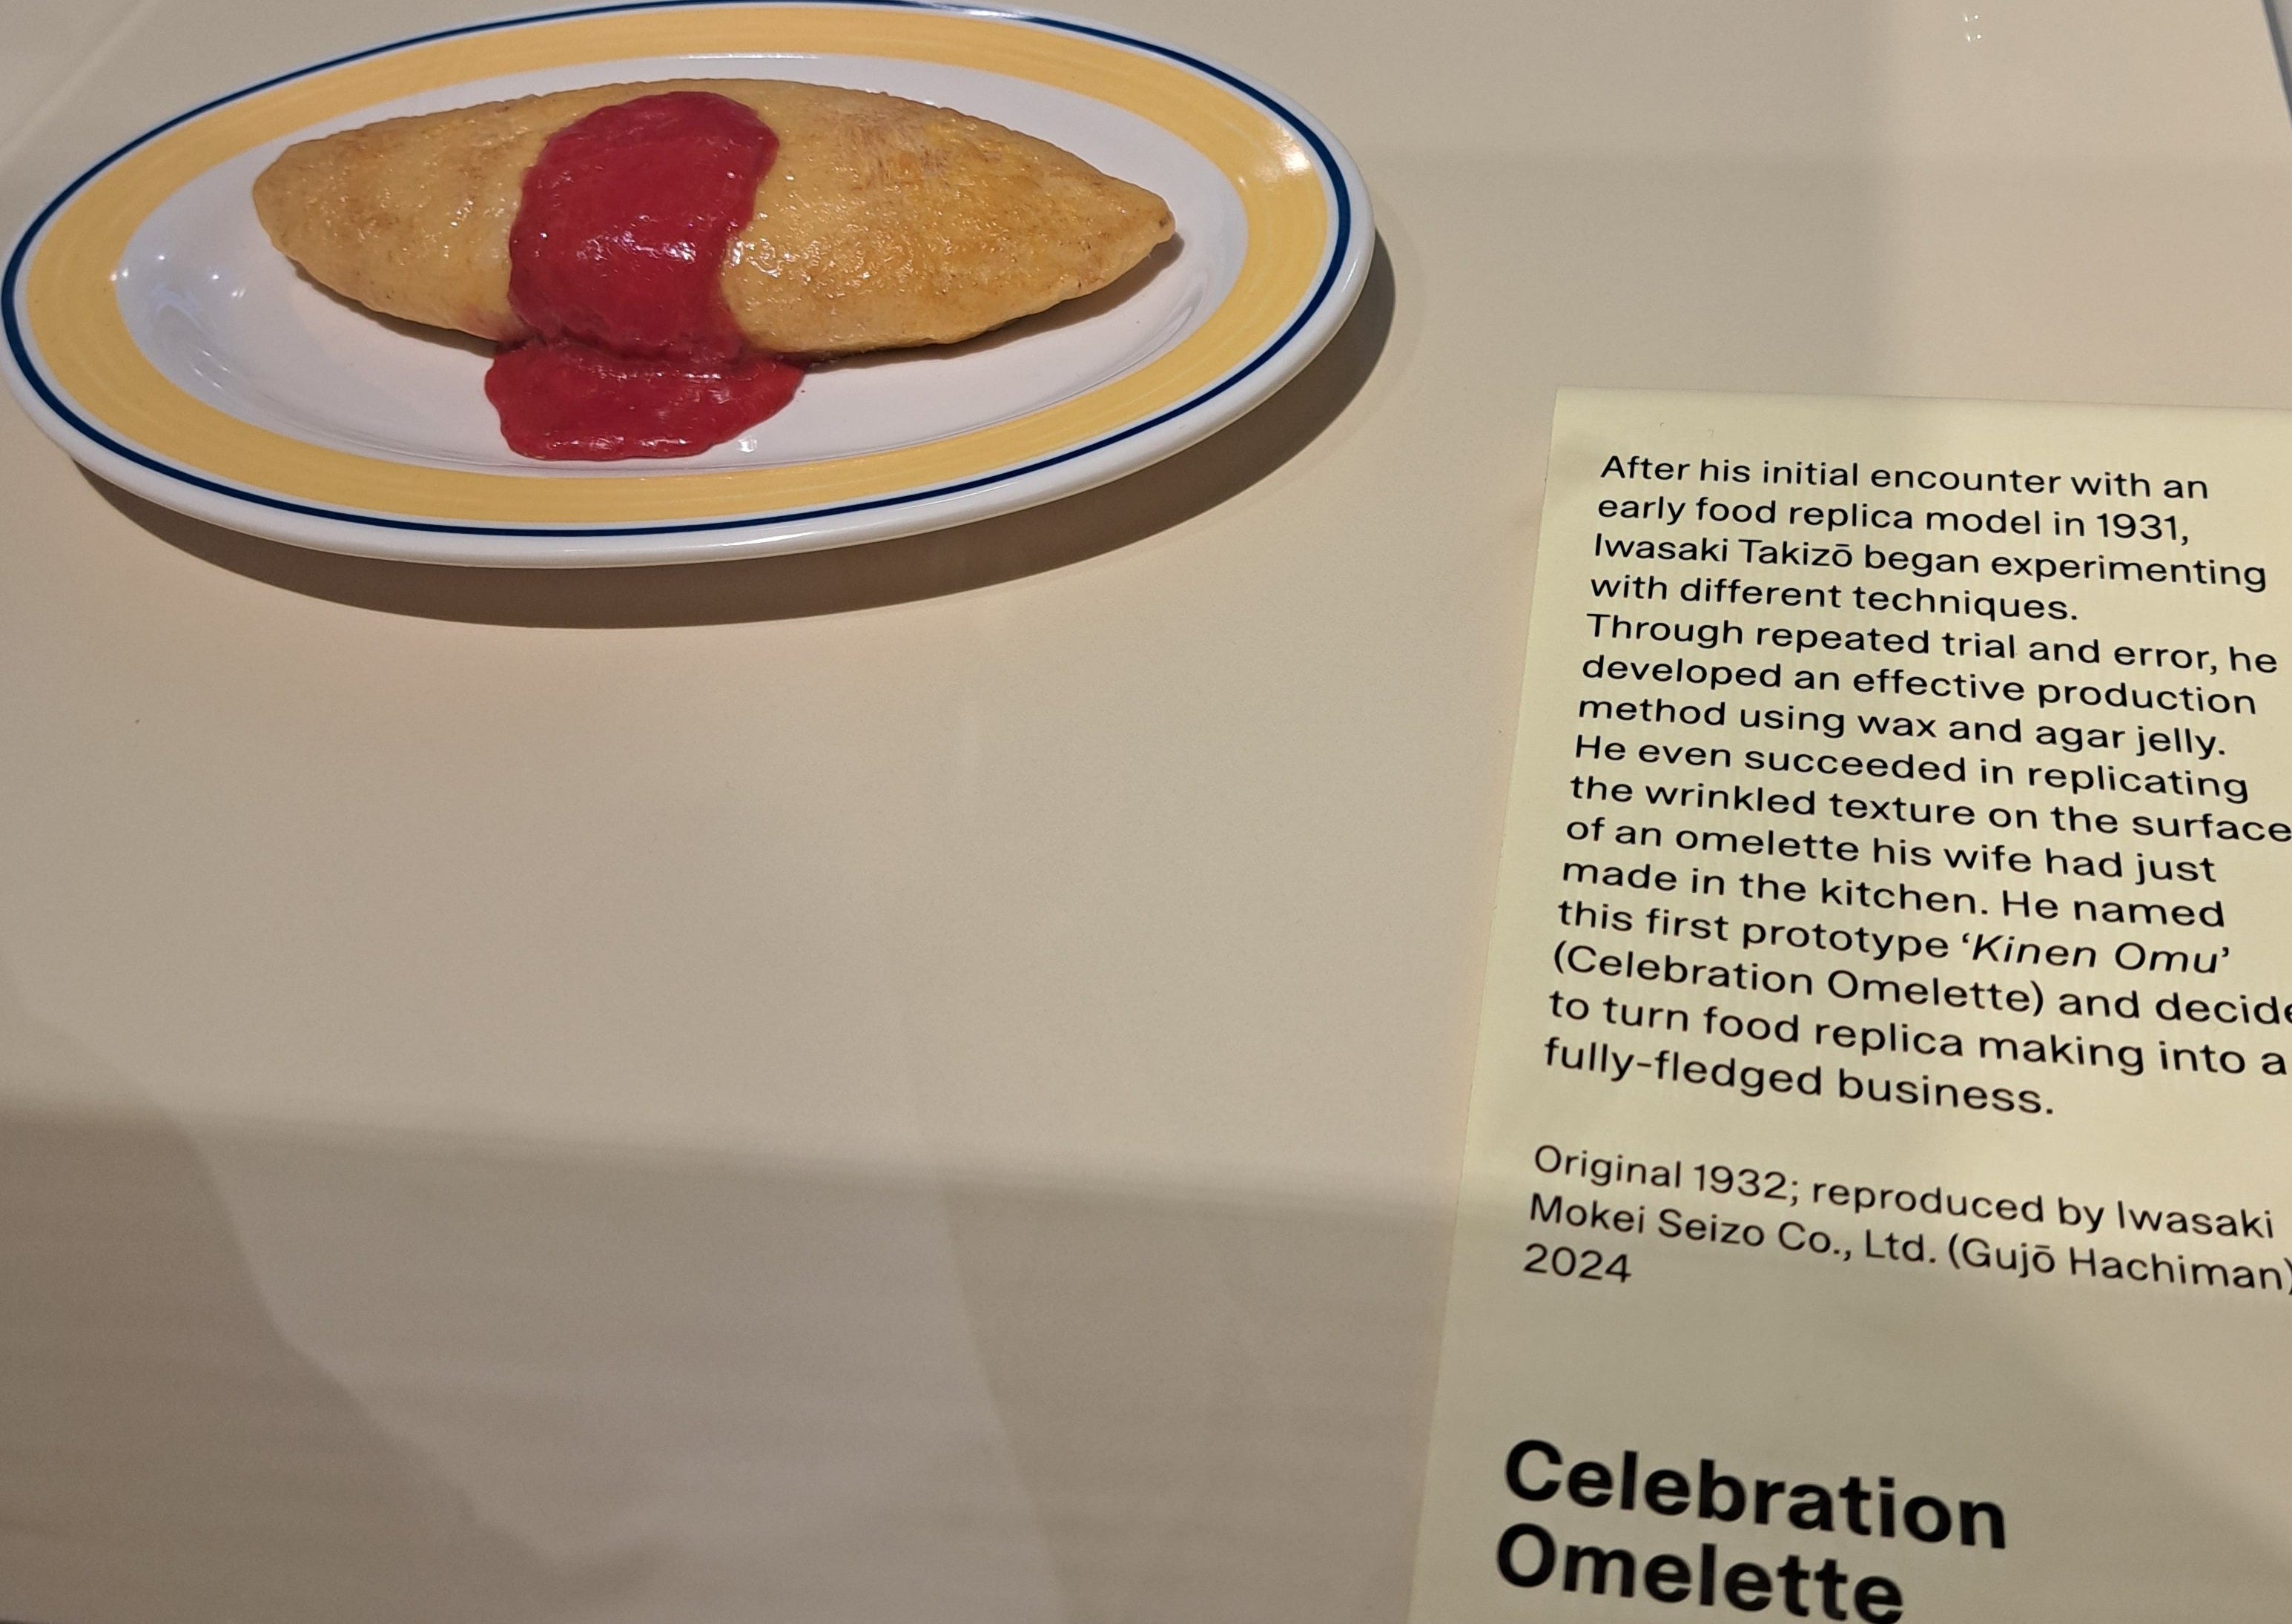 After his initial encounter with an
early food replica model in 1931,
Iwasaki Takizō began experimenting
with different techniques.
Through repeated trial and error, he
developed an effective production
method using wax and agar jelly.
He even succeeded in replicating
the wrinkled texture on the surface
of an omelette his wife had just
made in the kitchen. He named
this first prototype ‘Kinen Omu’
(Celebration Omelette) and decide
to turn food replica making into a
fully-fledged business.
Original 1932; reproduced by Iwasaki
Mokei Seizo Co., Ltd. (Gujō Hachiman)
2024
Celebration
Omelette